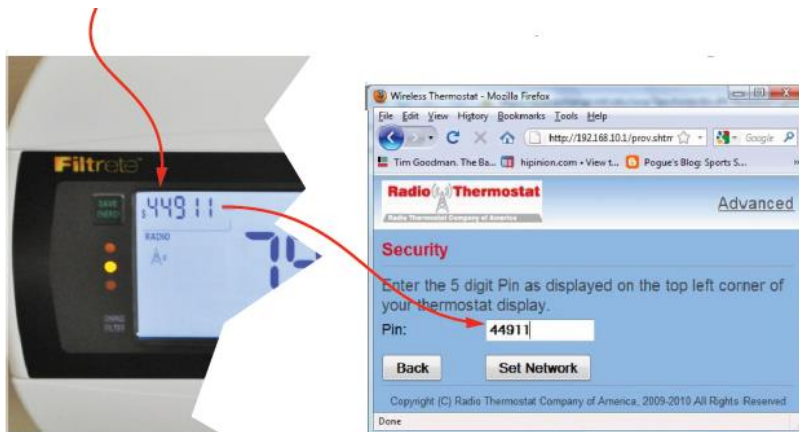 Filtrete
SAVE
ENERGY
$44911
RADIO
Wireless Thermostat - Mozilla Firefox
File Edit View History Bookmarks Tools Help
http://192.168.10.1/prov.shtm
Google
Tim Goodman. The Ba... hipinion.com • View t... Pogue's Blog: Sports S...
Radio Thermostat
Radio Thermostat Company of America
Advanced
Security
Enter the 5 digit Pin as displayed on the top left corner of
your thermostat display.
Pin: 44911
Back Set Network
Copyright (C) Radio Thermostat Company of America, 2009-2010 All Rights Reserved
Done